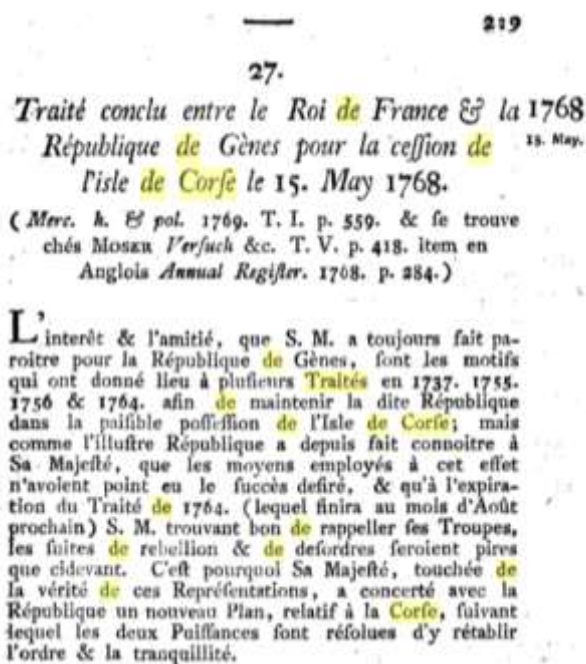 219
27.
Traité conclu entre le Roi de France & la 1768
République de Gènes pour la ceſſion de 15. May.
l'isle de Corſe le 15. May 1768.
(Merc. h. & pol. 1769. T. I. p. 559. & ſe trouve
chés MOSER Verſuch &c. T. V. p. 418. item en
Anglois Annual Regiſter. 1768. p. 284.)
L'interêt & l'amitié, que S. M. a toujours fait pa-
roitre pour la République de Gènes, ſont les motifs
qui ont donné lieu à pluſieurs Traités en 1737. 1755.
1756 & 1764. afin de maintenir la dite République
dans la paiſible poſſeſſion de l'Isle de Corſe; mais
comme l'illuſtre République a depuis fait connoitre à
Sa Majeſté, que les moyens employés à cet effet
n'avoient point eu le ſuccès deſiré, & qu'à l'expira-
tion du Traité de 1764. (lequel finira au mois d'Août
prochain) S. M. trouvant bon de rappeller ſes Troupes,
les ſuites de rebellion & de deſordres ſeroient pires
que cidevant. C'eſt pourquoi Sa Majeſté, touchée de
la vérité de ces Repréſentations, a concerté avec la
République un nouveau Plan, relatif à la Corſe, ſuivant
lequel les deux Puiſſances ſont réſolues d'y rétablir
l'ordre & la tranquillité.